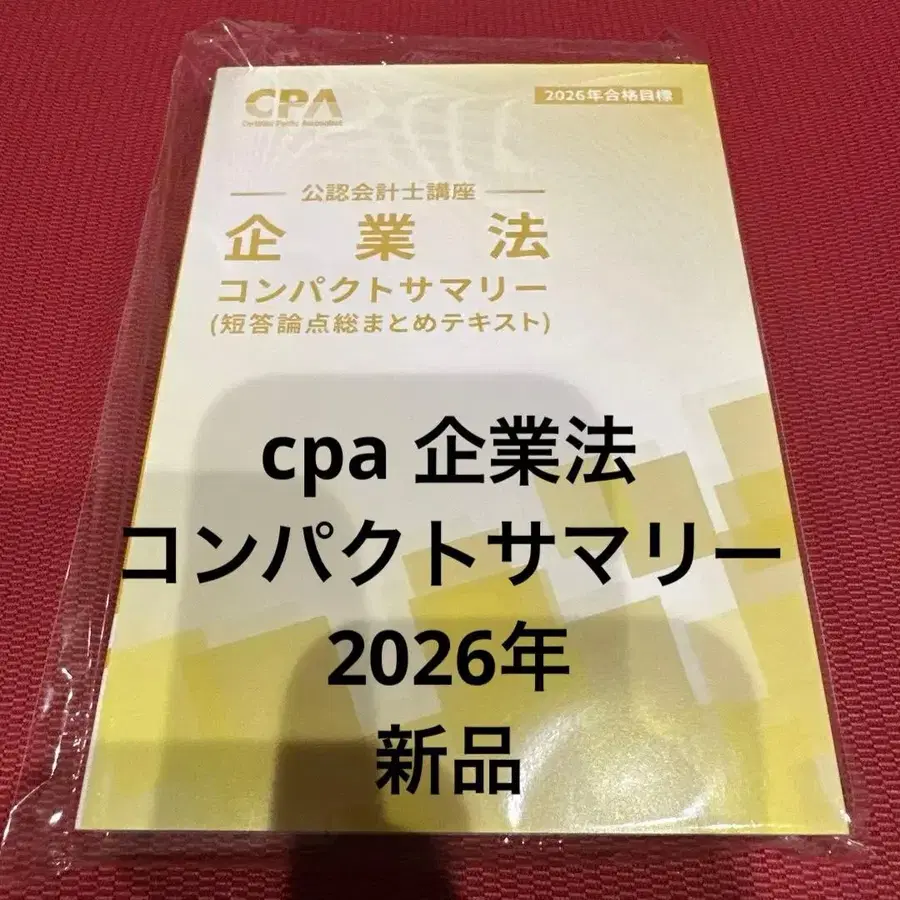 CPA
Certified Public Accountant
2026年合格目標
公認会計士講座
企業法
コンパクトサマリー
(短答論点総まとめテキスト)
cpa 企業法
コンパクトサマリー
2026年
新品